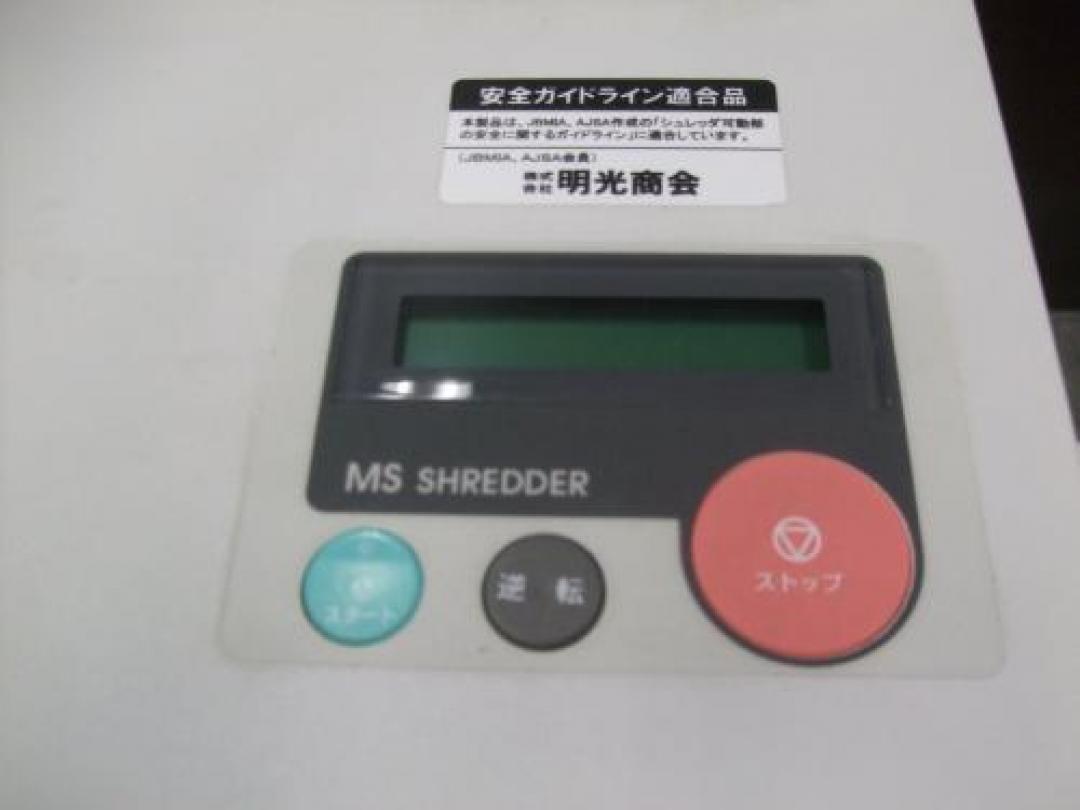 安全ガイドライン適合品
本製品は、JBMIA、AJSA作成の「シュレッダ可動部
の安全に関するガイドライン」に適合しています。
(JBMIA、AJSA会員)
株式会社 明光商会
MS SHREDDER
スタート
逆 転
ストップ